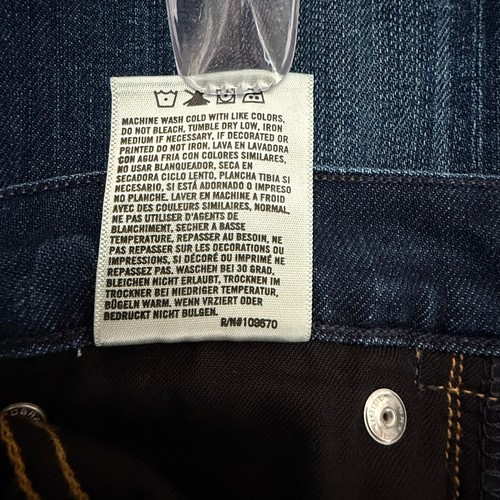 MACHINE WASH COLD WITH LIKE COLORS,
DO NOT BLEACH, TUMBLE DRY LOW, IRON
MEDIUM IF NECESSARY, IF DECORATED OR
PRINTED DO NOT IRON. LAVA EN LAVADORA
CON AGUA FRIA CON COLORES SIMILARES,
NO USAR BLANQUEADOR, SECA EN
SECADORA CICLO LENTO, PLANCHA TIBIA SI
NECESARIO, SI ESTÁ ADORNADO O IMPRESO
NO PLANCHE. LAVER EN MACHINE A FROID
AVEC DES COULEURS SIMILAIRES, NORMAL,
NE PAS UTILISER D'AGENTS DE
BLANCHIMENT, SECHER A BASSE
TEMPERATURE, REPASSER AU BESOIN, NE
PAS REPASSER SUR LES DECORATIONS OU
IMPRESSIONS, SI DÉCORÉ OU IMPRIMÉ NE
REPASSEZ PAS. WASCHEN BEI 30 GRAD,
BLEICHEN NICHT ERLAUBT, TROCKNEN IM
TROCKNER BEI NIEDRIGER TEMPERATUR,
BÜGELN WARM. WENN VRZIERT ODER
BEDRUCKT NICHT BULGEN.
R/N#109670